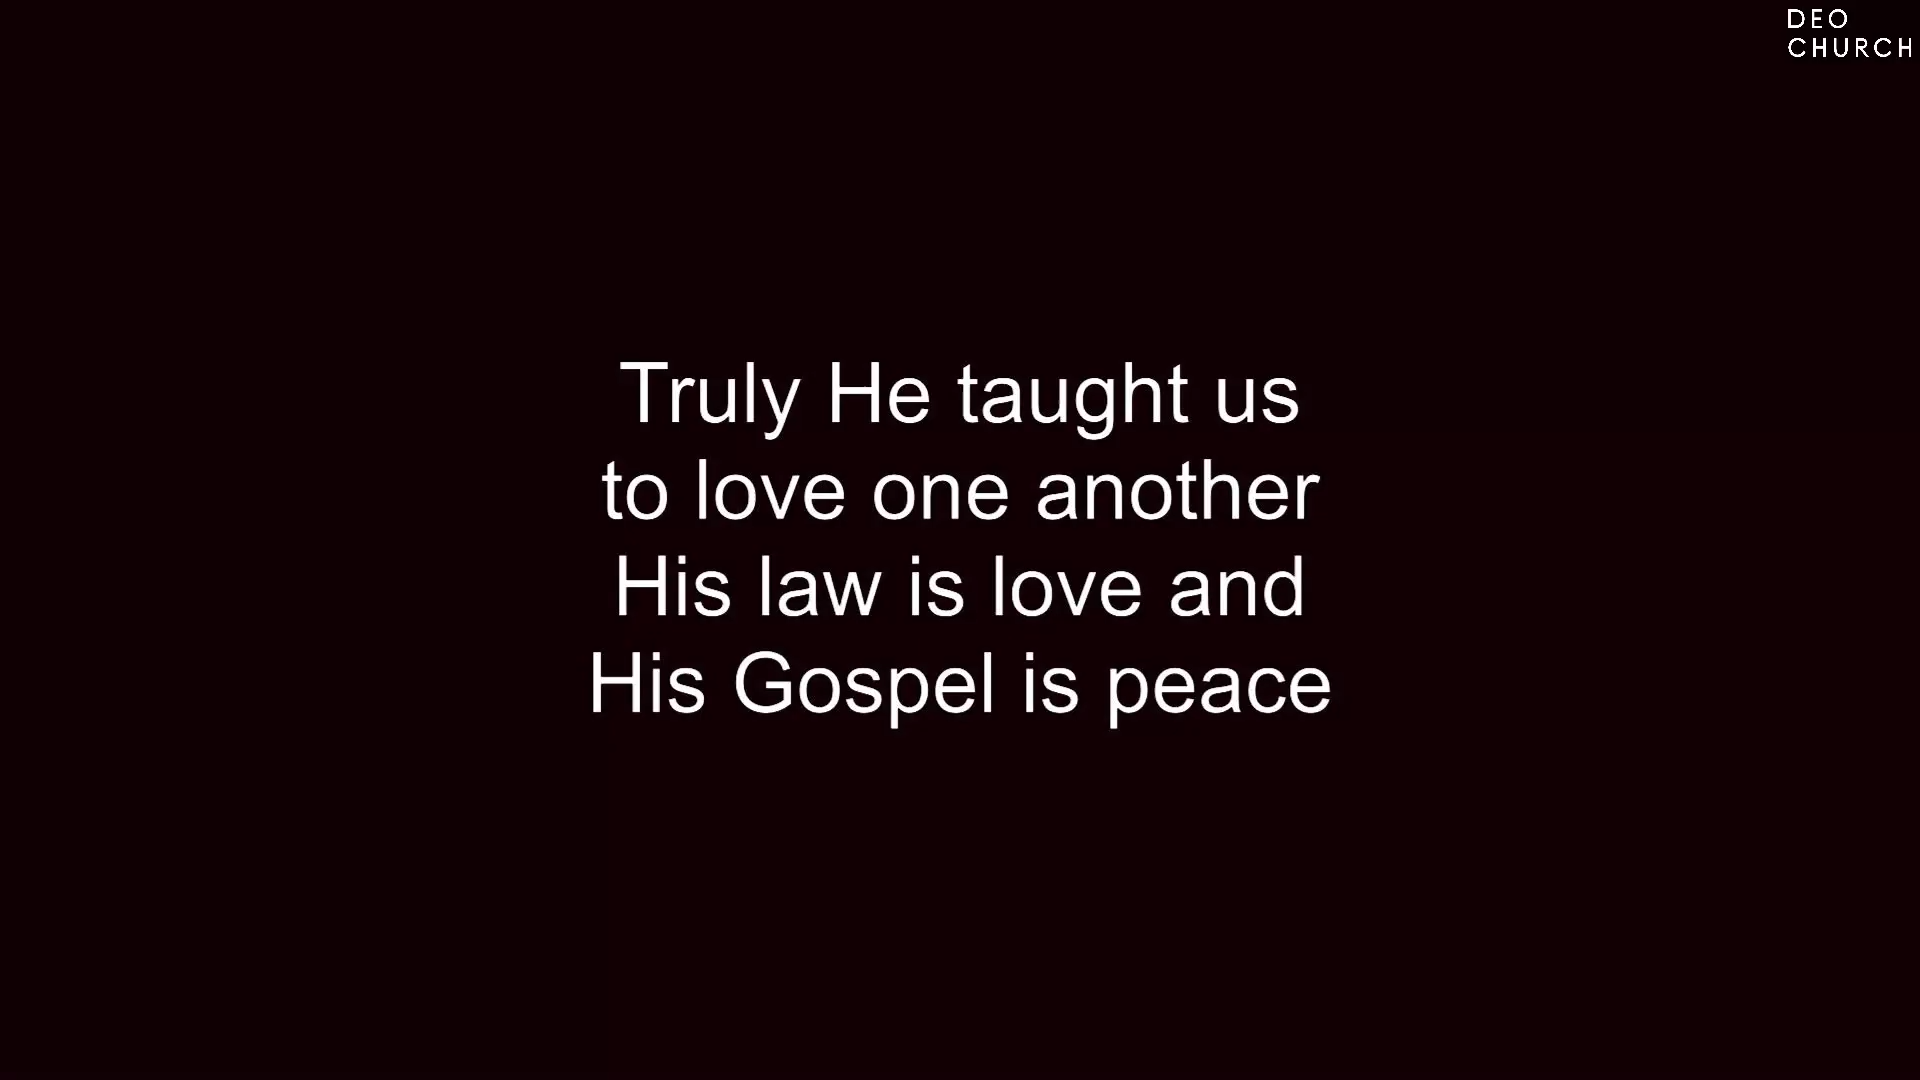 DEO
CHURCH
Truly He taught us
to love one another
His law is love and
His Gospel is peace